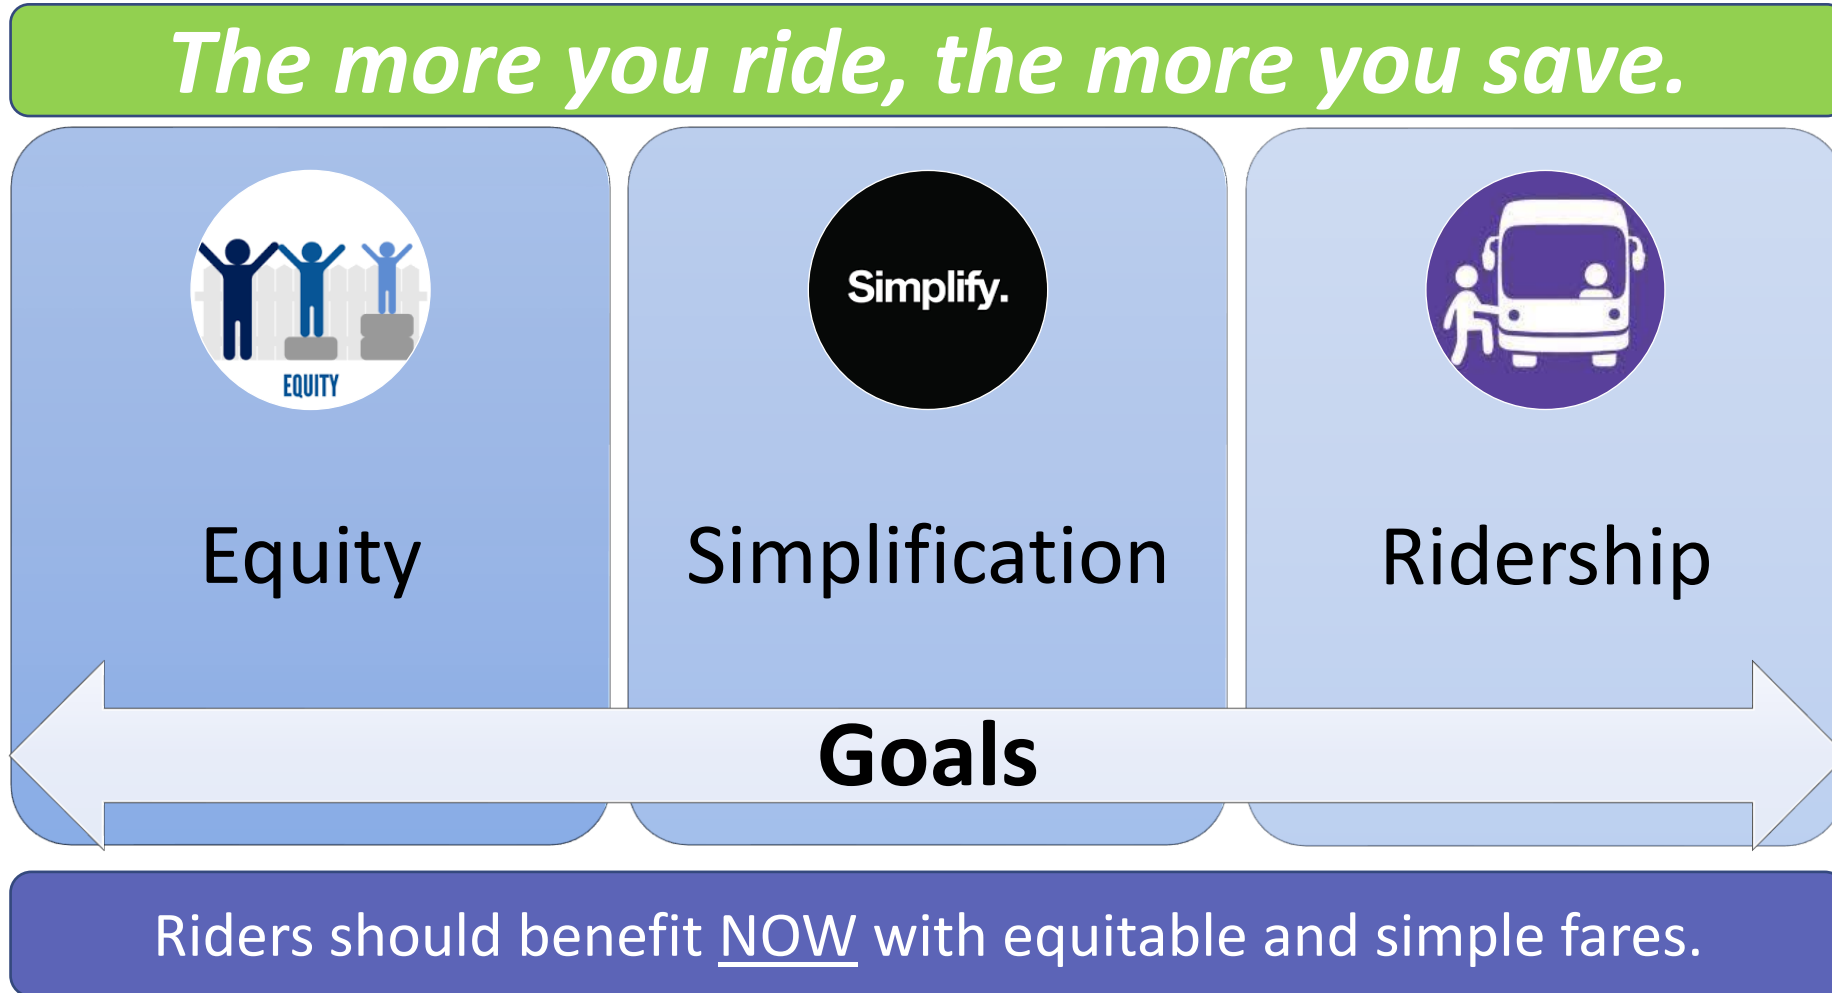 The more you ride, the more you save.
EQUITY
Simplify.
Equity
Simplification
Ridership
Goals
Riders should benefit NOW with equitable and simple fares.